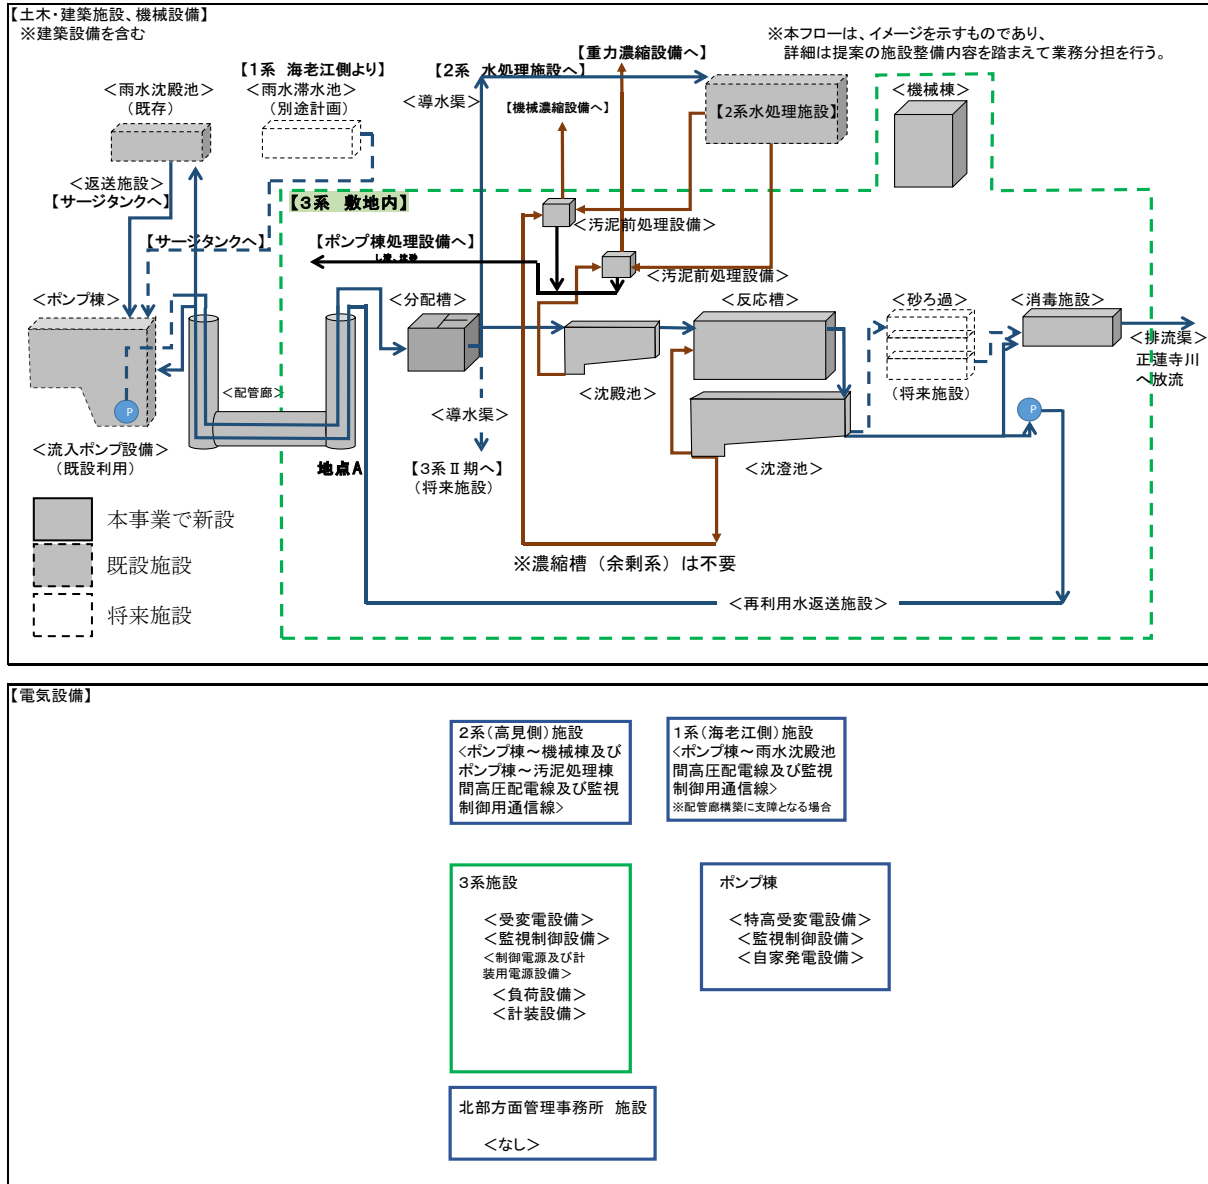 【土木・建築施設、機械設備】
※建築設備を含む
※本フローは、イメージを示すものであり、
詳細は提案の施設整備内容を踏まえて業務分担を行う。
【重力濃縮設備へ】
【1系 海老江側より】
【2系 水処理施設へ】
＜雨水沈殿池＞
（既存）
＜雨水滞水池＞
（別途計画）
＜導水渠＞
【機械濃縮設備へ】
【2系水処理施設】
＜機械棟＞
＜返送施設＞
【サージタンクへ】
【３系 敷地内】
＜汚泥前処理設備＞
【サージタンクへ】
【ポンプ棟処理設備へ】
し渣、沈砂
＜汚泥前処理設備＞
＜ポンプ棟＞
＜分配槽＞
＜反応槽＞
＜砂ろ過＞
＜消毒施設＞
＜排流渠＞
正蓮寺川
へ放流
＜配管廊＞
＜沈殿池＞
（将来施設）
P
P
＜導水渠＞
＜流入ポンプ設備＞
（既設利用）
地点A
【３系Ⅱ期へ】
（将来施設）
＜沈澄池＞
本事業で新設
既設施設
将来施設
※濃縮槽（余剰系）は不要
＜再利用水返送施設＞
【電気設備】
２系（高見側）施設
＜ポンプ棟～機械棟及び
ポンプ棟～汚泥処理棟
間高圧配電線及び監視
制御用通信線＞
１系（海老江側）施設
＜ポンプ棟～雨水沈殿池
間高圧配電線及び監視
制御用通信線＞
※配管廊構築に支障となる場合
３系施設
＜受変電設備＞
＜監視制御設備＞
＜制御電源及び計
装用電源設備＞
＜負荷設備＞
＜計装設備＞
ポンプ棟
＜特高受変電設備＞
＜監視制御設備＞
＜自家発電設備＞
北部方面管理事務所 施設
＜なし＞